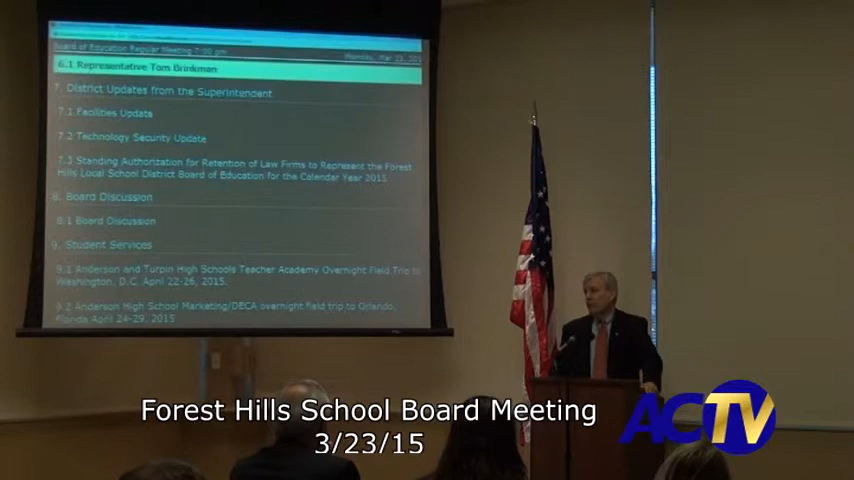 Board of Education Regular Meeting 7:00 pm
Monday, Mar 23, 201
6.1 Representative Tom Brinkman
7. District Updates from the Superintendent
7.1 Facilities Update
7.2 Technology Security Update
7.3 Standing Authorization for Retention of Law Firms to Represent the Forest
Hills Local School District Board of Education for the Calendar Year 2015
8. Board Discussion
8.1 Board Discussion
9. Student Services
9.1 Anderson and Turpin High Schools Teacher Academy Overnight Field Trip to
Washington, D.C. April 22-26, 2015.
9.2 Anderson High School Marketing/DECA overnight field trip to Orlando,
Florida April 24-29, 2015
Forest Hills School Board Meeting
3/23/15
ACTV